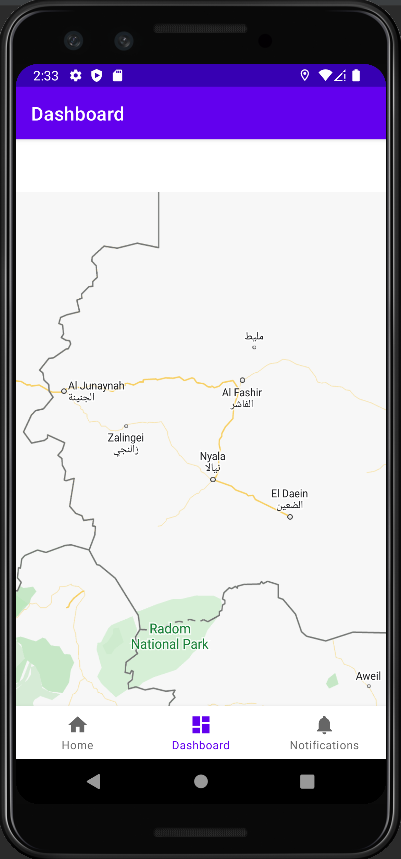 2:33
Dashboard
مليط
Al Junaynah
الجنينة
Al Fashir
الفاشر
Zalingei
زالنجي
Nyala
نيالا
El Daein
الضعين
Radom
National Park
Aweil
Home
Dashboard
Notifications